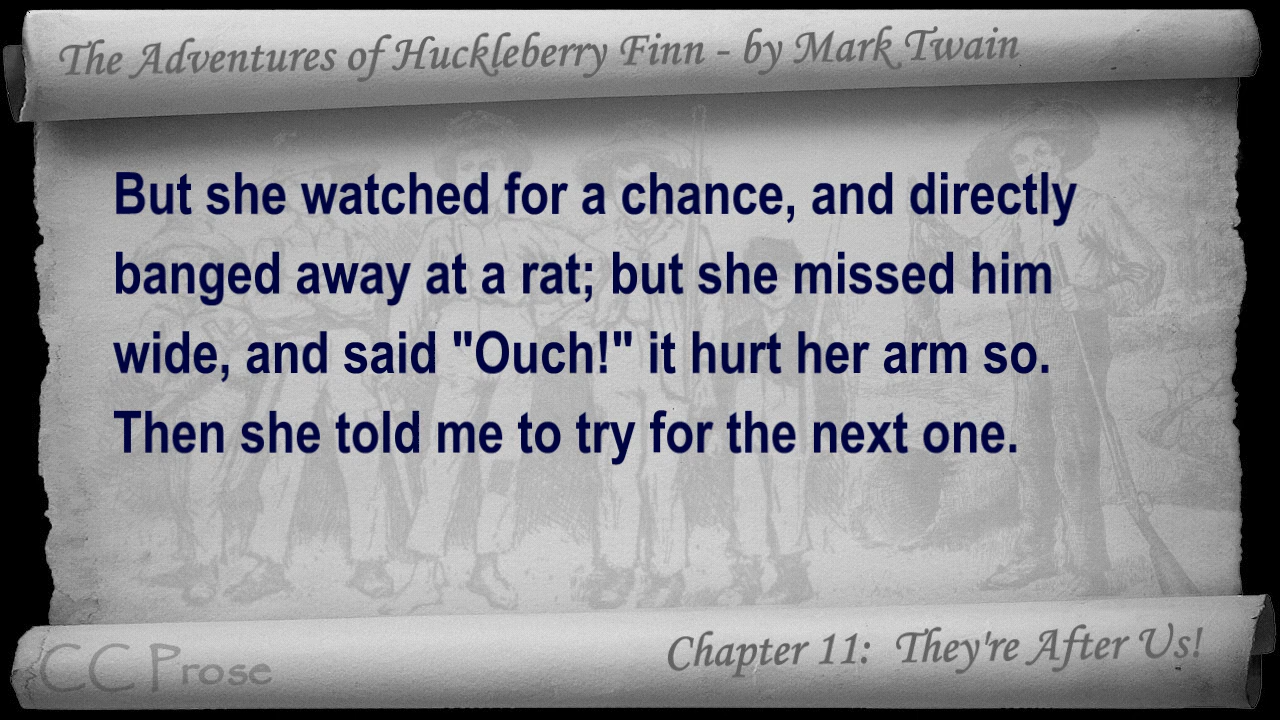 The Adventures of Huckleberry Finn - by Mark Twain
But she watched for a chance, and directly
banged away at a rat; but she missed him
wide, and said "Ouch!" it hurt her arm so.
Then she told me to try for the next one.
CC Prose
Chapter 11: They're After Us!